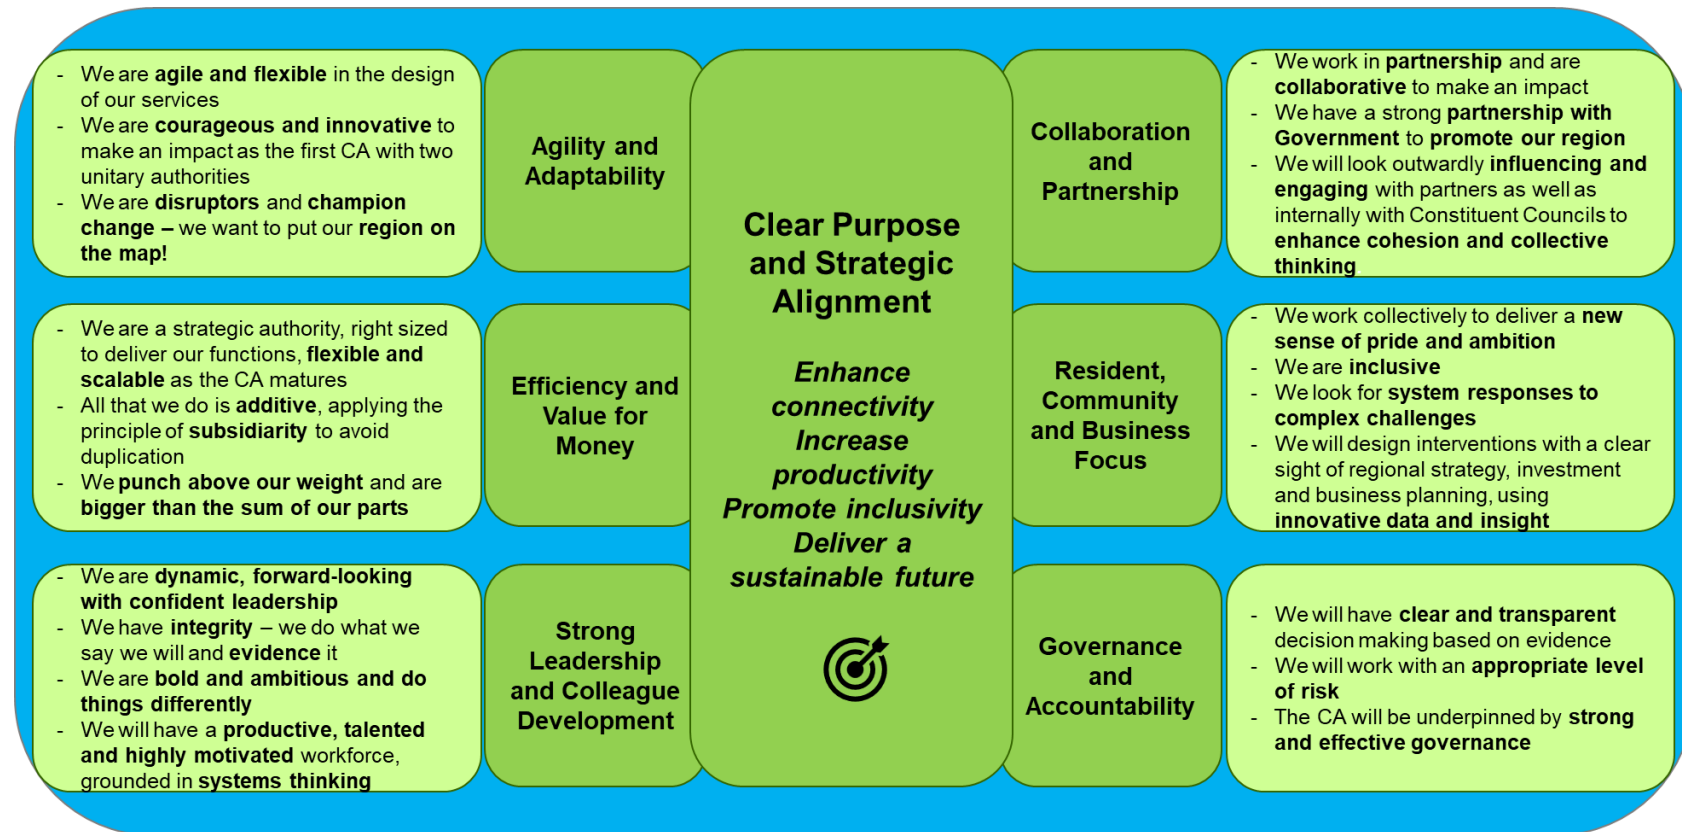 - We are agile and flexible in the design
of our services
- We are courageous and innovative to
make an impact as the first CA with two
unitary authorities
- We are disruptors and champion
change – we want to put our region on
the map!
Agility and
Adaptability
- We are a strategic authority, right sized
to deliver our functions, flexible and
scalable as the CA matures
- All that we do is additive, applying the
principle of subsidiarity to avoid
duplication
- We punch above our weight and are
bigger than the sum of our parts
Efficiency and
Value for
Money
- We are dynamic, forward-looking
with confident leadership
- We have integrity – we do what we
say we will and evidence it
- We are bold and ambitious and do
things differently
- We will have a productive, talented
and highly motivated workforce,
grounded in systems thinking
Strong
Leadership
and Colleague
Development
Clear Purpose
and Strategic
Alignment
Enhance
connectivity
Increase
productivity
Promote inclusivity
Deliver a
sustainable future
Collaboration
and
Partnership
- We work in partnership and are
collaborative to make an impact
- We have a strong partnership with
Government to promote our region
- We will look outwardly influencing and
engaging with partners as well as
internally with Constituent Councils to
enhance cohesion and collective
thinking
Resident,
Community
and Business
Focus
- We work collectively to deliver a new
sense of pride and ambition
- We are inclusive
- We look for system responses to
complex challenges
- We will design interventions with a clear
sight of regional strategy, investment
and business planning, using
innovative data and insight
Governance
and
Accountability
- We will have clear and transparent
decision making based on evidence
- We will work with an appropriate level
of risk
- The CA will be underpinned by strong
and effective governance